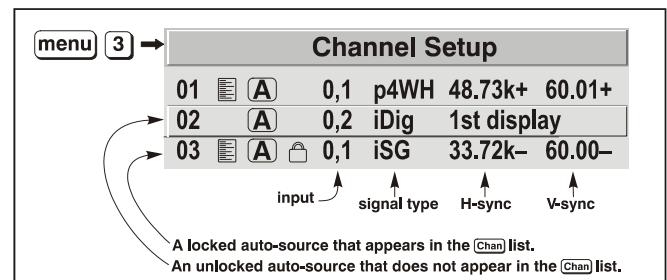 menu 3 Channel Setup
01 A 0,1 p4WH 48.73k+ 60.01+
02 A 0,2 iDig 1st display
03 A 0,1 iSG 33.72k– 60.00–
input signal type H-sync V-sync
A locked auto-source that appears in the Chan list.
An unlocked auto-source that does not appear in the Chan list.